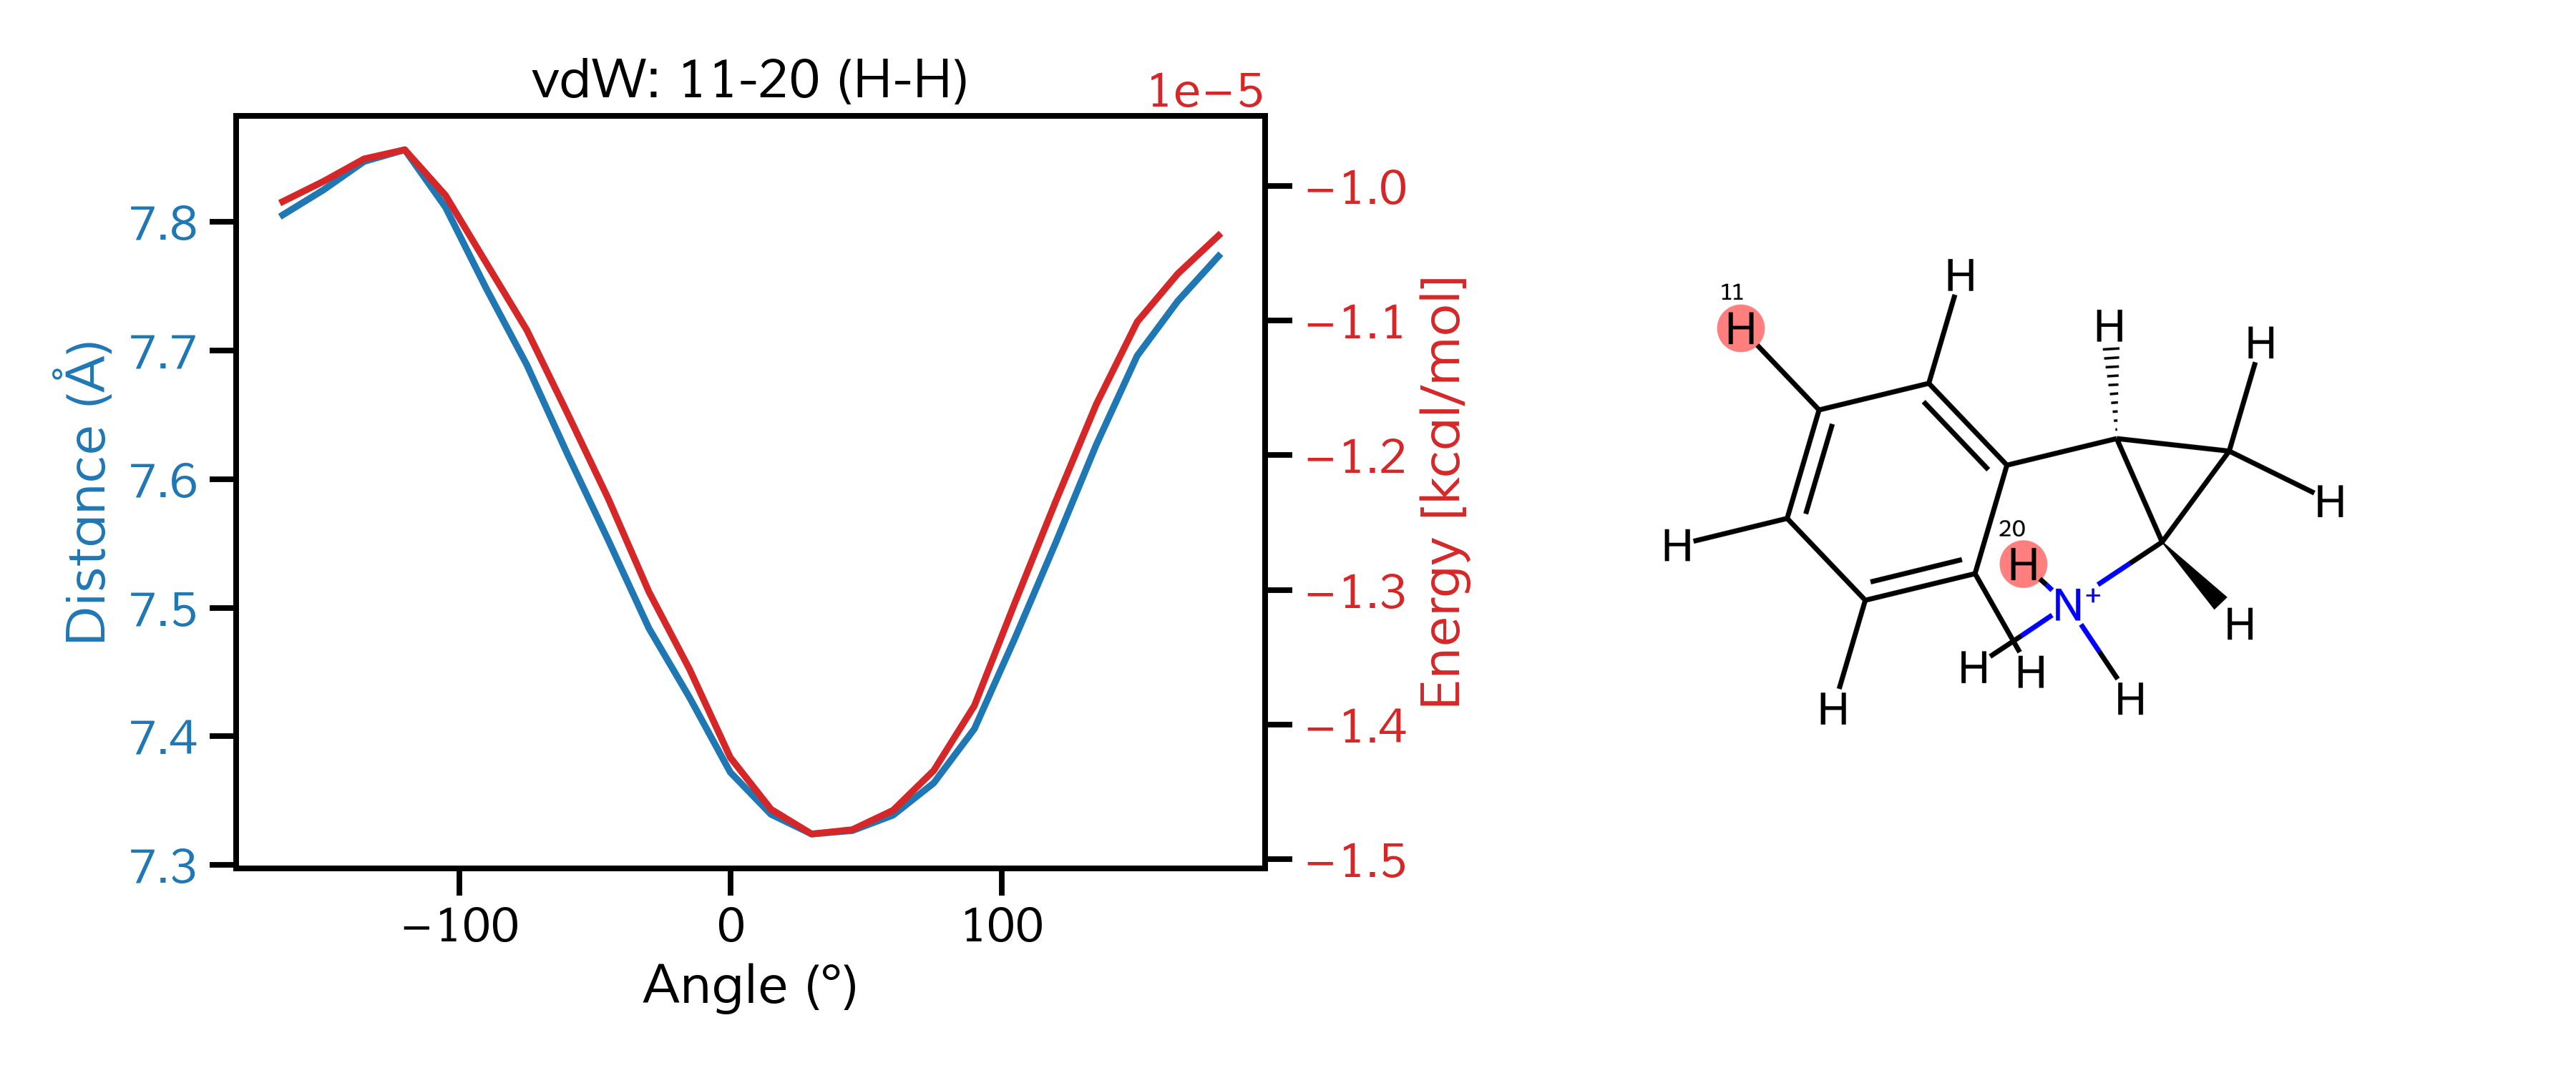 vdW: 11-20 (H-H)
1e−5
Distance (Å)
7.8
7.7
7.6
7.5
7.4
7.3
−100
0
100
Angle (°)
−1.0
−1.1
−1.2
−1.3
−1.4
−1.5
Energy [kcal/mol]
H
11
H
H
H
H
20
H
H
H
N+
H
H
H
H
H